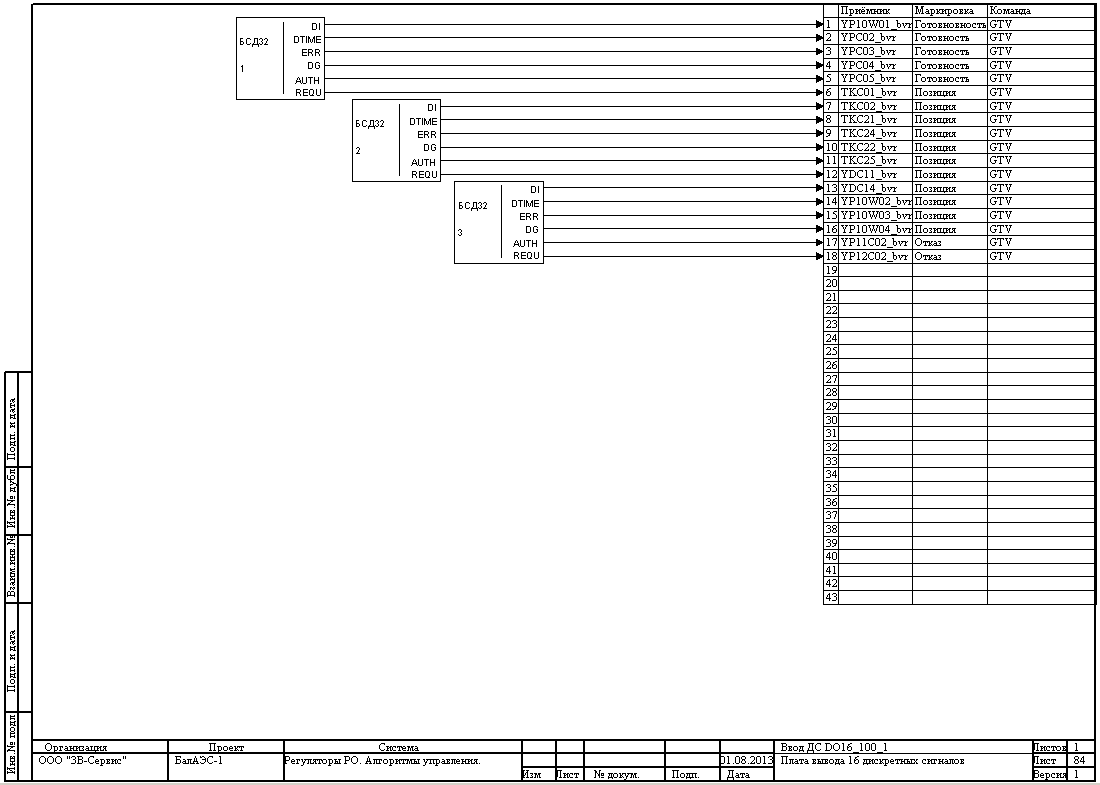 БСД32
1
DI
DTIME
ERR
DG
AUTH
REQU
БСД32
2
DI
DTIME
ERR
DG
AUTH
REQU
БСД32
3
DI
DTIME
ERR
DG
AUTH
REQU
Приёмник Маркировка Команда
1 YP10W01_bvr Готовновность GTV
2 YPC02_bvr Готовность GTV
3 YPC03_bvr Готовность GTV
4 YPC04_bvr Готовность GTV
5 YPC05_bvr Готовность GTV
6 TKC01_bvr Позиция GTV
7 TKC02_bvr Позиция GTV
8 TKC21_bvr Позиция GTV
9 TKC24_bvr Позиция GTV
10 TKC22_bvr Позиция GTV
11 TKC25_bvr Позиция GTV
12 YDC11_bvr Позиция GTV
13 YDC14_bvr Позиция GTV
14 YP10W02_bvr Позиция GTV
15 YP10W03_bvr Позиция GTV
16 YP10W04_bvr Позиция GTV
17 YP11C02_bvr Отказ GTV
18 YP12C02_bvr Отказ GTV
19
20
21
22
23
24
25
26
27
28
29
30
31
32
33
34
35
36
37
38
39
40
41
42
43
Подп. и дата
Инв.№ дубл
Взаим.инв.№
Подп. и дата
Инв.№ подп
Организация Проект Система Ввод ДС DO16_100_1 Листов 1
ООО "ЗВ-Сервис" БалАЭС-1 Регуляторы РО. Алгоритмы управления. 01.08.2013 Плата вывода 16 дискретных сигналов Лист 84
Изм Лист № докум. Подп. Дата Версия 1